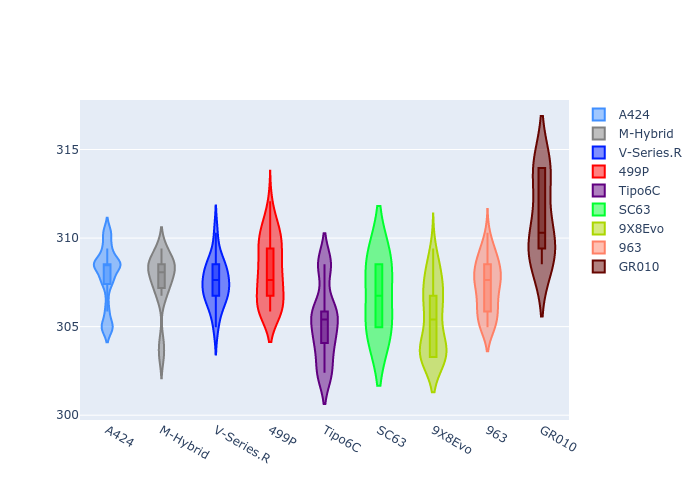 315
310
305
300
A424
M-Hybrid
V-Series.R
499P
Tipo6C
SC63
9X8Evo
963
GR010
A424
M-Hybrid
V-Series.R
499P
Tipo6C
SC63
9X8Evo
963
GR010